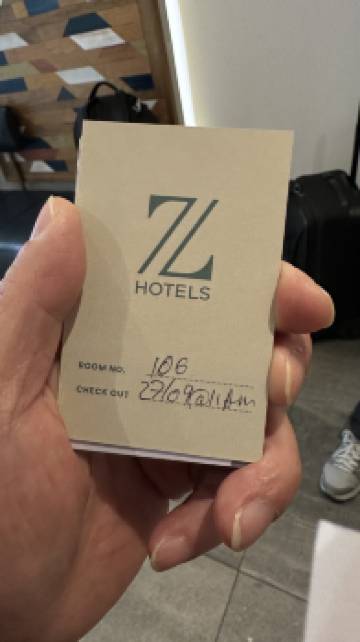 Z
HOTELS
ROOM NO. 106
CHECK OUT 27/09@11Am